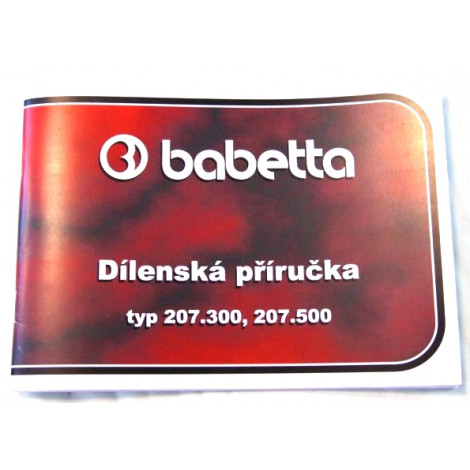 babetta
Dílenská příručka
typ 207.300, 207.500